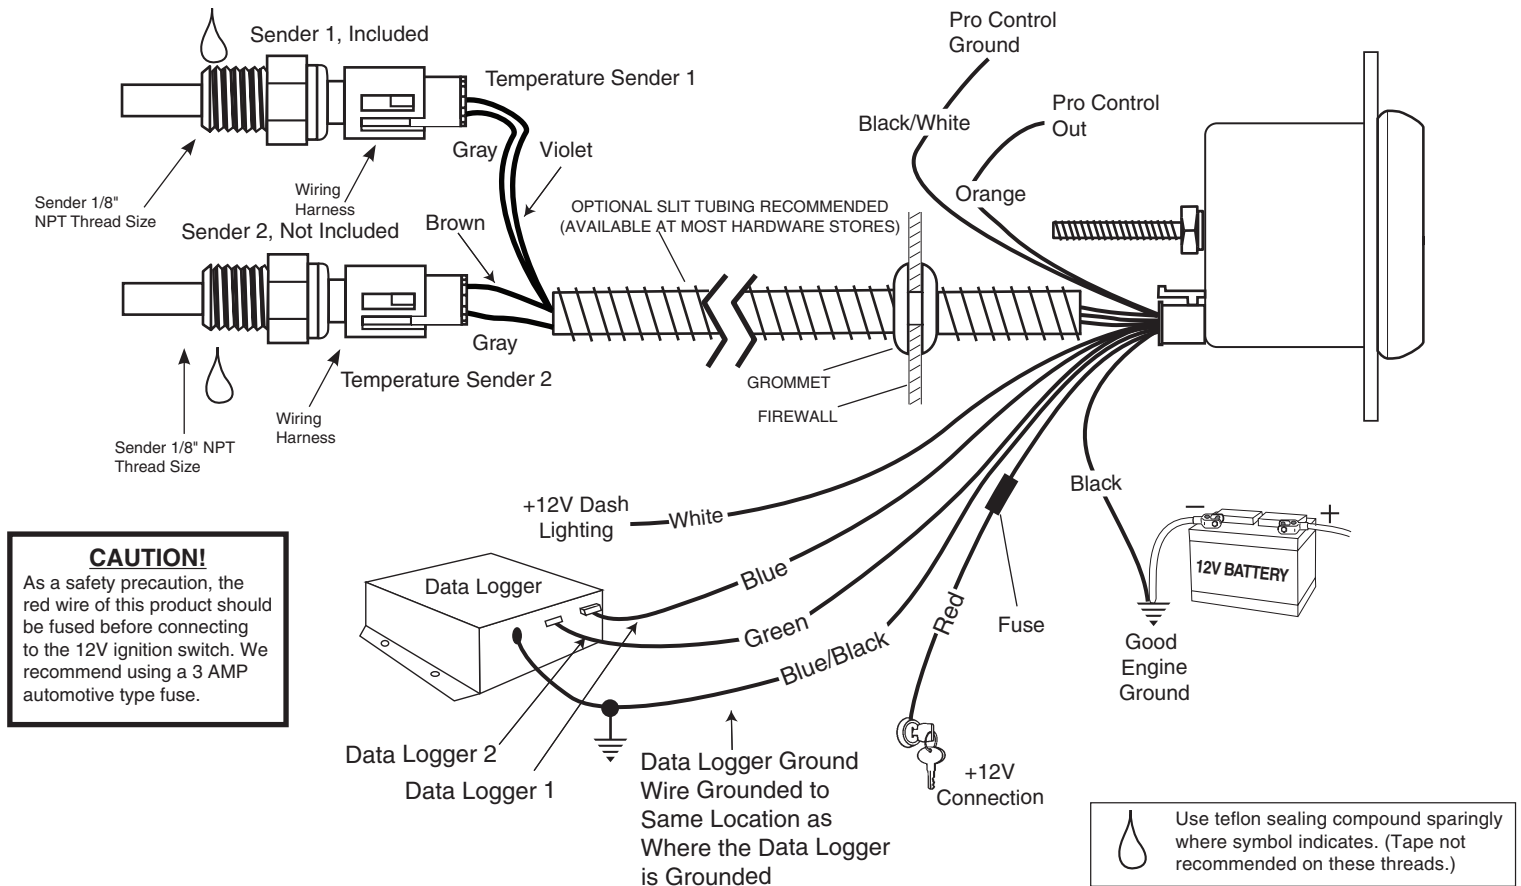 Sender 1, Included
Temperature Sender 1
Gray
Violet
Sender 1/8"
NPT Thread Size
Wiring
Harness
Sender 2, Not Included
Brown
Gray
Temperature Sender 2
Wiring
Harness
Sender 1/8" NPT
Thread Size
OPTIONAL SLIT TUBING RECOMMENDED
(AVAILABLE AT MOST HARDWARE STORES)
GROMMET
FIREWALL
Pro Control
Ground
Black/White
Pro Control
Out
Orange
+12V Dash
Lighting
White
Blue
Green
Blue/Black
Red
Fuse
Black
12V BATTERY
–
+
Good
Engine
Ground
CAUTION!
As a safety precaution, the
red wire of this product should
be fused before connecting
to the 12V ignition switch. We
recommend using a 3 AMP
automotive type fuse.
Data Logger
Data Logger 2
Data Logger 1
Data Logger Ground
Wire Grounded to
Same Location as
Where the Data Logger
is Grounded
+12V
Connection
Use teflon sealing compound sparingly
where symbol indicates. (Tape not
recommended on these threads.)